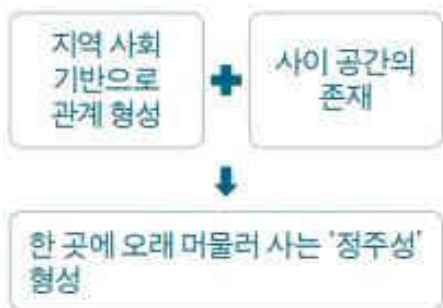 지역 사회
기반으로
관계 형성
사이 공간의
존재
한 곳에 오래 머물러 사는 '정주성'
형성